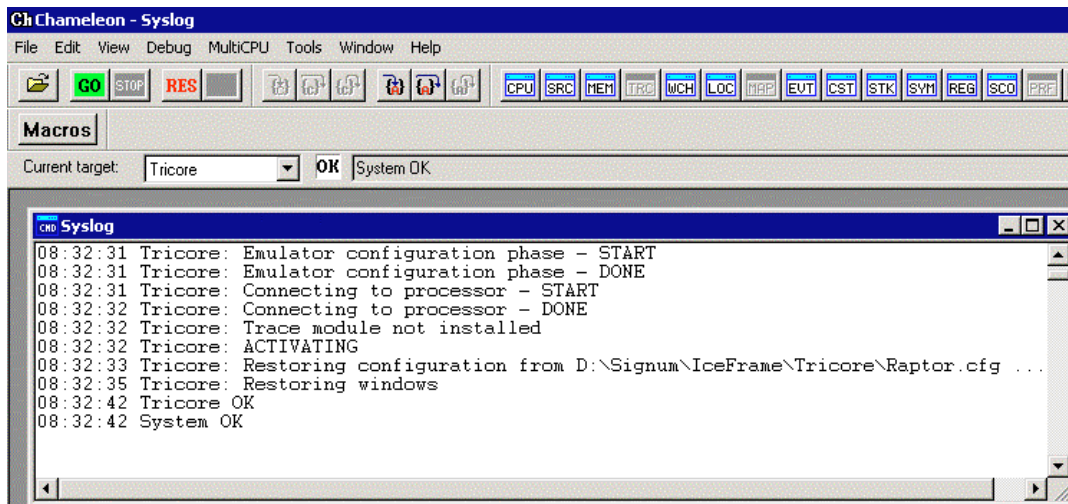 Ch Chameleon - Syslog
File Edit View Debug MultiCPU Tools Window Help
GO STOP RES CPU SRC MEM TRC WCH LOC MAP EVT CST STK SYM REG SCO PRF
Macros
Current target: Tricore OK System OK
CMD Syslog
08:32:31 Tricore: Emulator configuration phase - START
08:32:31 Tricore: Emulator configuration phase - DONE
08:32:31 Tricore: Connecting to processor - START
08:32:32 Tricore: Connecting to processor - DONE
08:32:32 Tricore: Trace module not installed
08:32:32 Tricore: ACTIVATING
08:32:33 Tricore: Restoring configuration from D:\Signum\IceFrame\Tricore\Raptor.cfg ...
08:32:35 Tricore: Restoring windows
08:32:42 Tricore OK
08:32:42 System OK